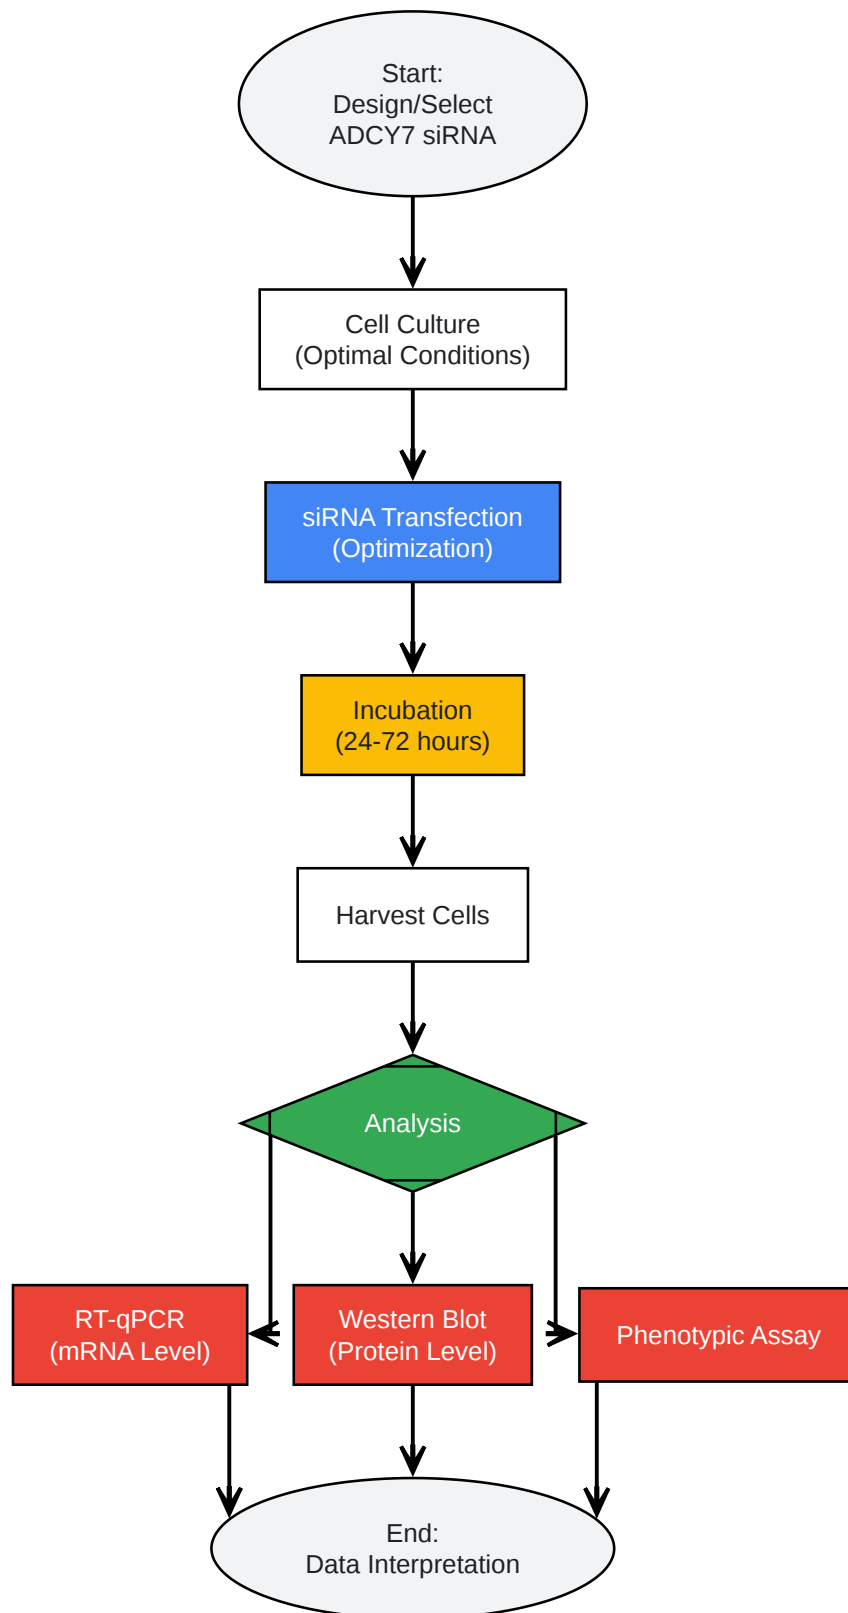 Start:
Design/Select
ADCY7 siRNA
Cell Culture
(Optimal Conditions)
siRNA Transfection
(Optimization)
Incubation
(24-72 hours)
Harvest Cells
Analysis
RT-qPCR
(mRNA Level)
Western Blot
(Protein Level)
Phenotypic Assay
End:
Data Interpretation